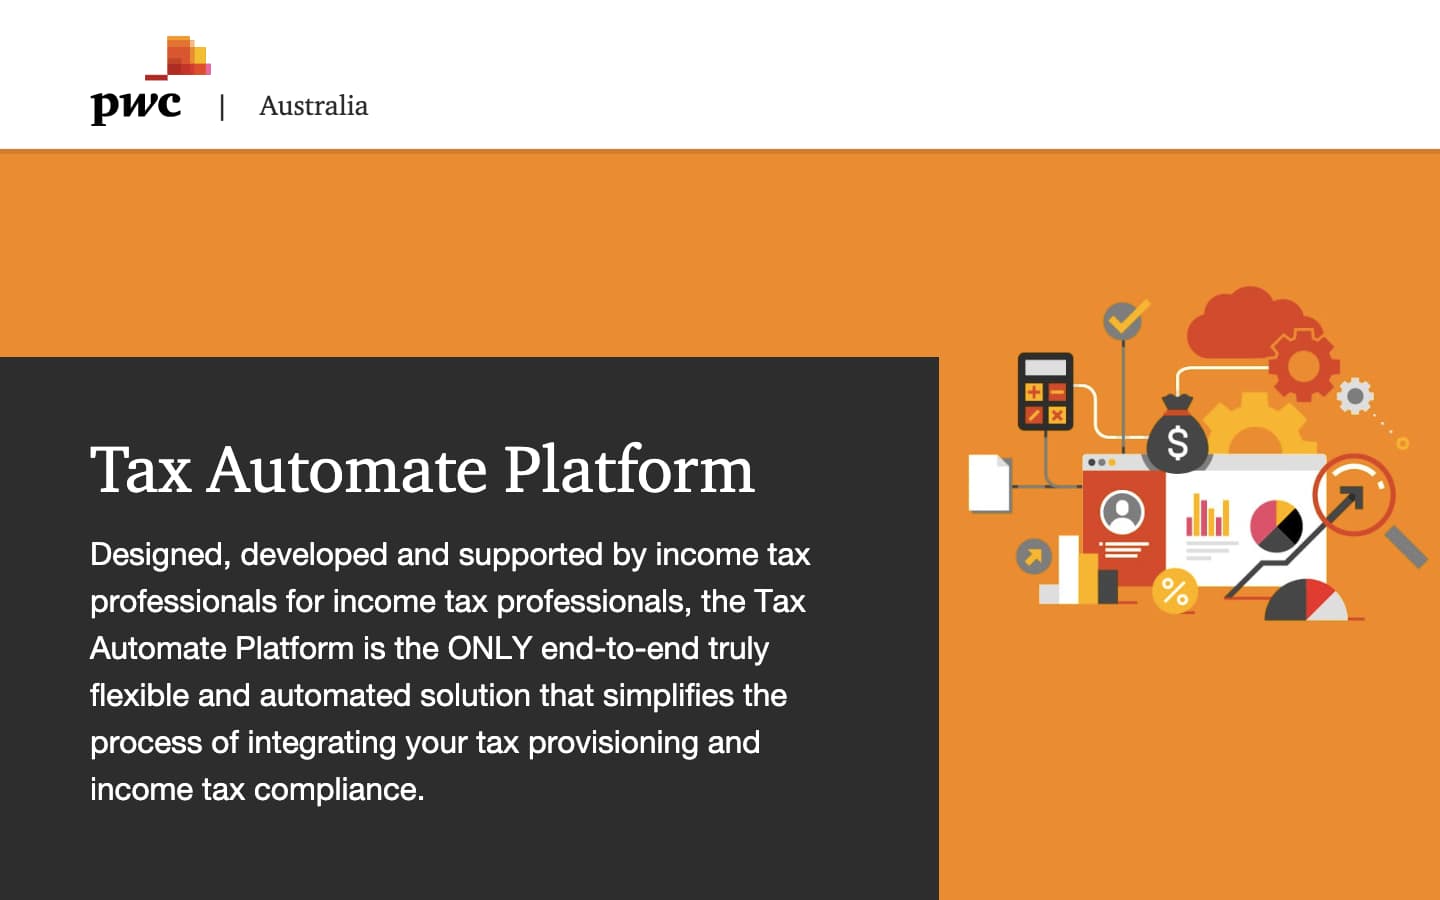 pwc | Australia
Tax Automate Platform
Designed, developed and supported by income tax
professionals for income tax professionals, the Tax
Automate Platform is the ONLY end-to-end truly
flexible and automated solution that simplifies the
process of integrating your tax provisioning and
income tax compliance.
$
%